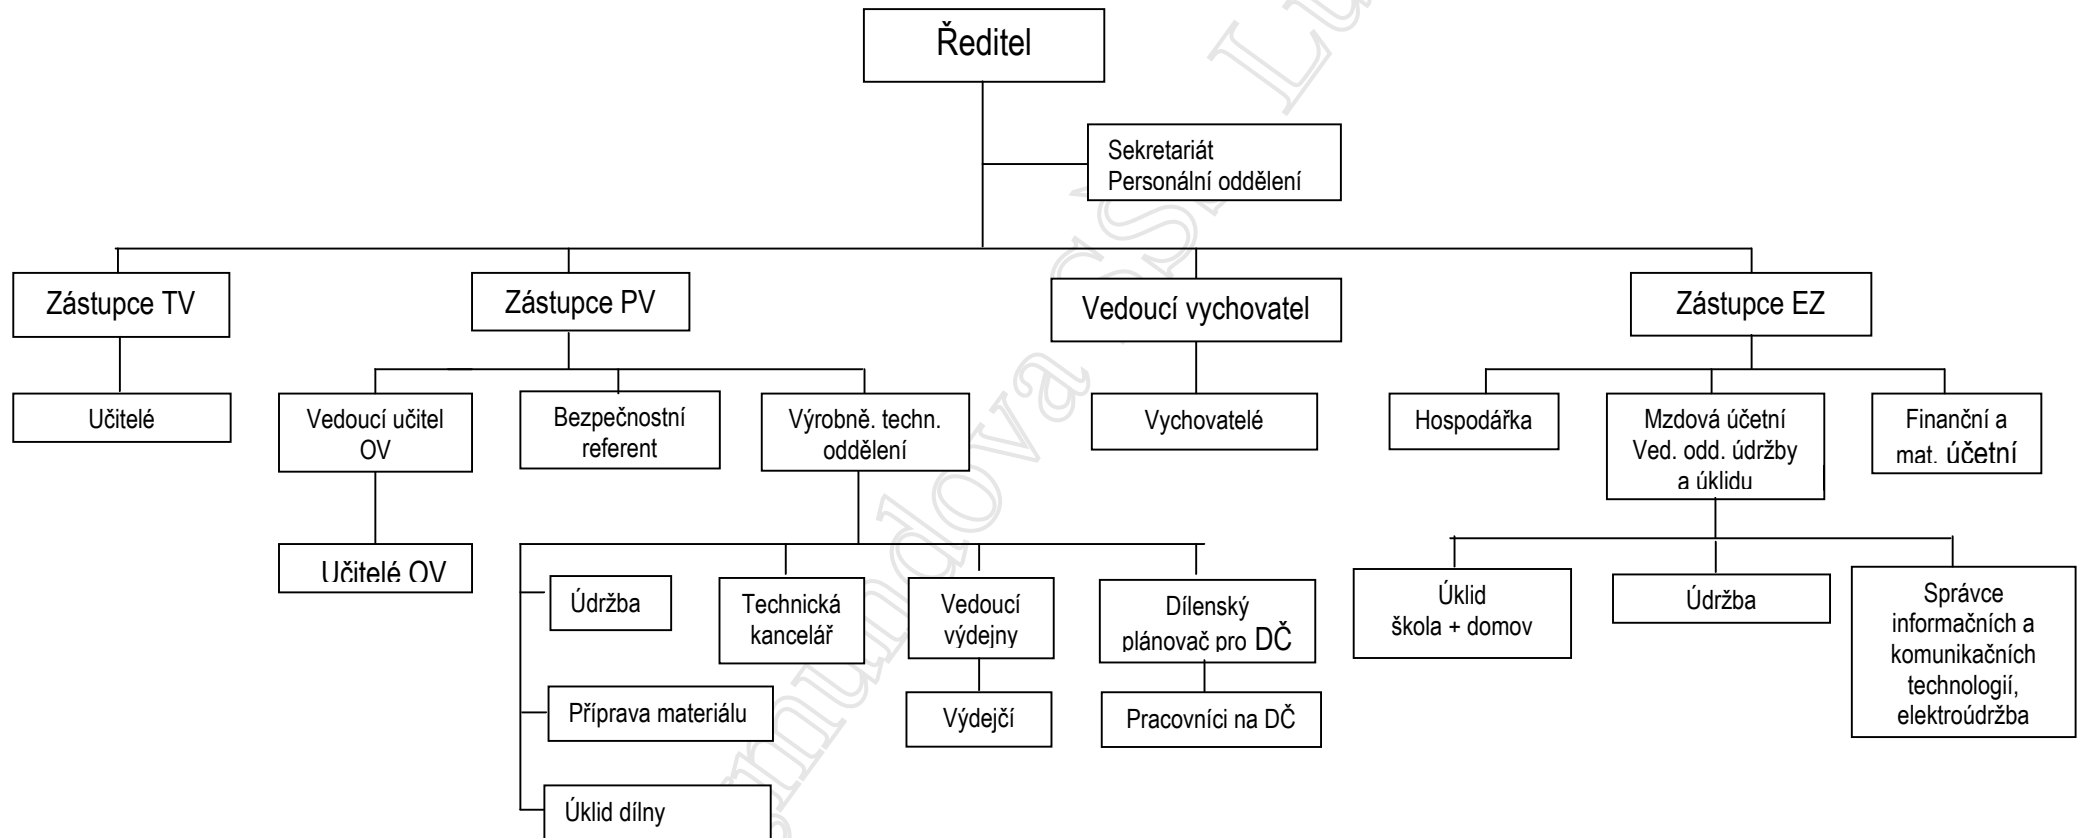 Ředitel
Sekretariát
Personální oddělení
Zástupce TV
Zástupce PV
Vedoucí vychovatel
Zástupce EZ
Učitelé
Vedoucí učitel
OV
Bezpečnostní
referent
Výrobně. techn.
oddělení
Vychovatelé
Hospodářka
Mzdová účetní
Ved. odd. údržby
a úklidu
Finanční a
mat. účetní
Učitelé OV
Údržba
Technická
kancelář
Vedoucí
výdejny
Dílenský
plánovač pro DČ
Úklid
škola + domov
Údržba
Správce
informačních a
komunikačních
technologií,
elektroúdržba
Příprava materiálu
Výdejčí
Pracovníci na DČ
Úklid dílny